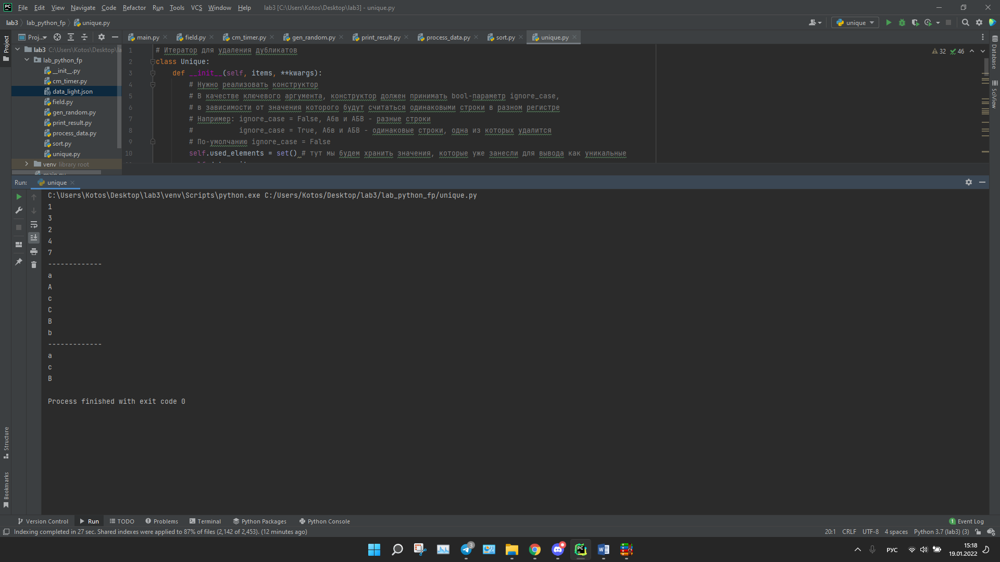 PC File Edit View Navigate Code Refactor Run Tools VCS Window Help lab3 [C:\Users\Kotos\Desktop\lab3] - unique.py
lab3 lab_python_fp unique.py unique
Proj... main.py field.py cm_timer.py gen_random.py print_result.py process_data.py sort.py unique.py
Project
lab3 C:\Users\Kotos\Desktop\la
lab_python_fp
__init__.py
cm_timer.py
data_light.json
field.py
gen_random.py
print_result.py
process_data.py
sort.py
unique.py
venv library root
main.py
1 # Итератор для удаления дубликатов
2 class Unique:
3 def __init__(self, items, **kwargs):
4 # Нужно реализовать конструктор
5 # В качестве ключевого аргумента, конструктор должен принимать bool-параметр ignore_case,
6 # в зависимости от значения которого будут считаться одинаковыми строки в разном регистре
7 # Например: ignore_case = False, Абв и АБВ - разные строки
8 # ignore_case = True, Абв и АБВ - одинаковые строки, одна из которых удалится
9 # По-умолчанию ignore_case = False
10 self.used_elements = set() # тут мы будем хранить значения, которые уже занесли для вывода как уникальные
32 46
Database
SciView
Run: unique
C:\Users\Kotos\Desktop\lab3\venv\Scripts\python.exe C:/Users/Kotos/Desktop/lab3/lab_python_fp/unique.py
1
3
2
4
7
-------------
a
A
c
C
B
b
-------------
a
c
B
Process finished with exit code 0
Structure
Bookmarks
Version Control Run TODO Problems Terminal Python Packages Python Console 1 Event Log
Indexing completed in 27 sec. Shared indexes were applied to 87% of files (2,142 of 2,453). (12 minutes ago) 20:1 CRLF UTF-8 4 spaces Python 3.7 (lab3) (3)
3 PC РУС 15:18
19.01.2022